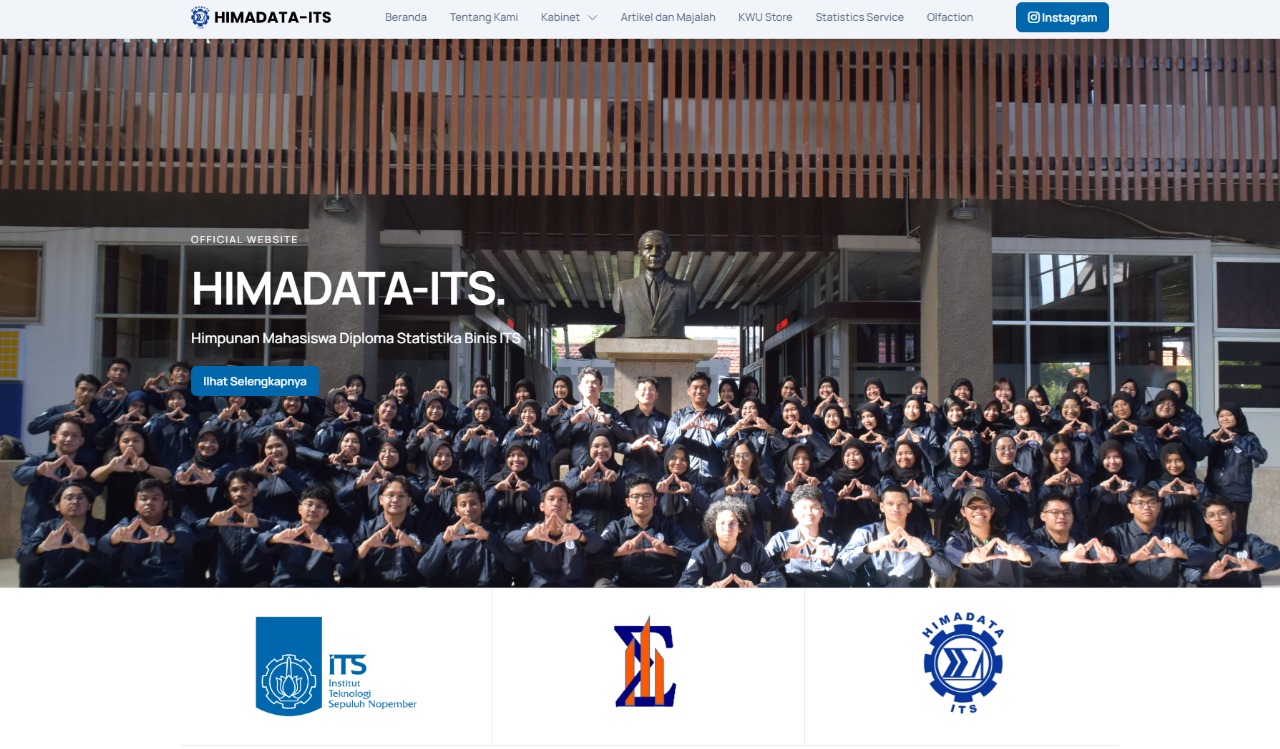 HIMADATA-ITS
Beranda
Tentang Kami
Kabinet
Artikel dan Majalah
KWU Store
Statistics Service
Olfaction
Instagram
OFFICIAL WEBSITE
HIMADATA-ITS.
Himpunan Mahasiswa Diploma Statistika Binis ITS
lIhat Selengkapnya
ITS
Institut
Teknologi
Sepuluh Nopember
HIMADATA
ITS